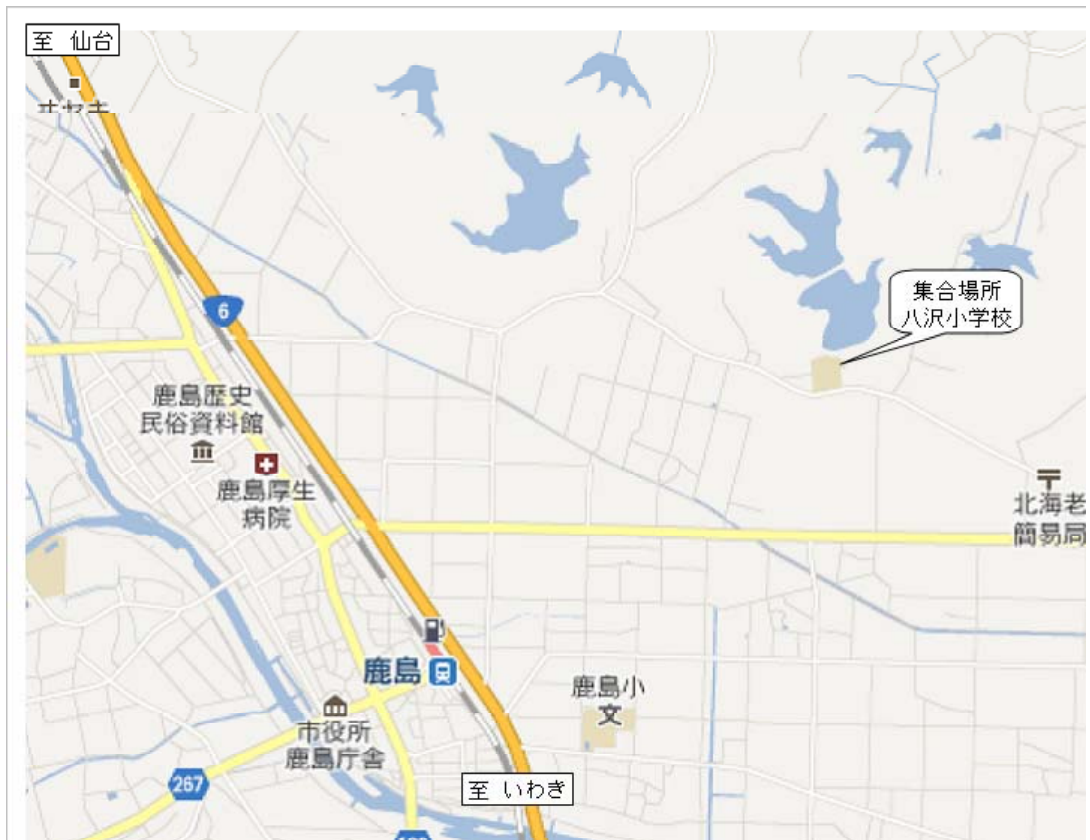 至 仙台
6
集合場所
八沢小学校
鹿島歴史
民俗資料館
鹿島厚生
病院
北海老
簡易局
鹿島
鹿島小
文
市役所
鹿島庁舎
267
至 いわき